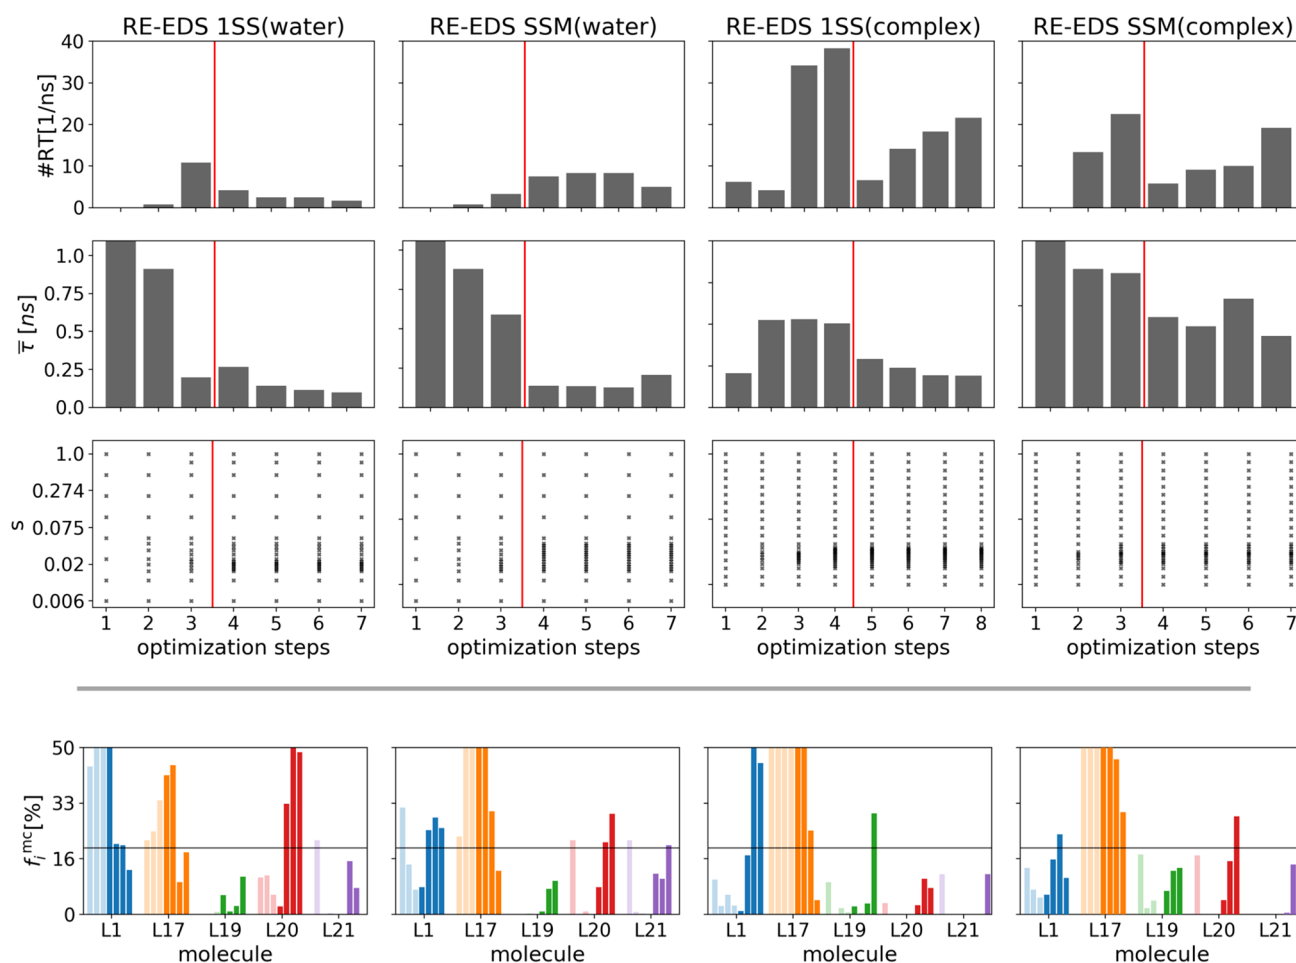 RE-EDS 1SS(water) RE-EDS SSM(water) RE-EDS 1SS(complex) RE-EDS SSM(complex)
#RT[1/ns]
40
30
20
10
0
τ̅ [ns]
1.0
0.75
0.5
0.25
0.0
s
1.0
0.274
0.075
0.02
0.006
1 2 3 4 5 6 7 1 2 3 4 5 6 7 1 2 3 4 5 6 7 8 1 2 3 4 5 6 7
optimization steps optimization steps optimization steps optimization steps
f_i^mc[%]
50
33
16
0
L1 L17 L19 L20 L21 L1 L17 L19 L20 L21 L1 L17 L19 L20 L21 L1 L17 L19 L20 L21
molecule molecule molecule molecule